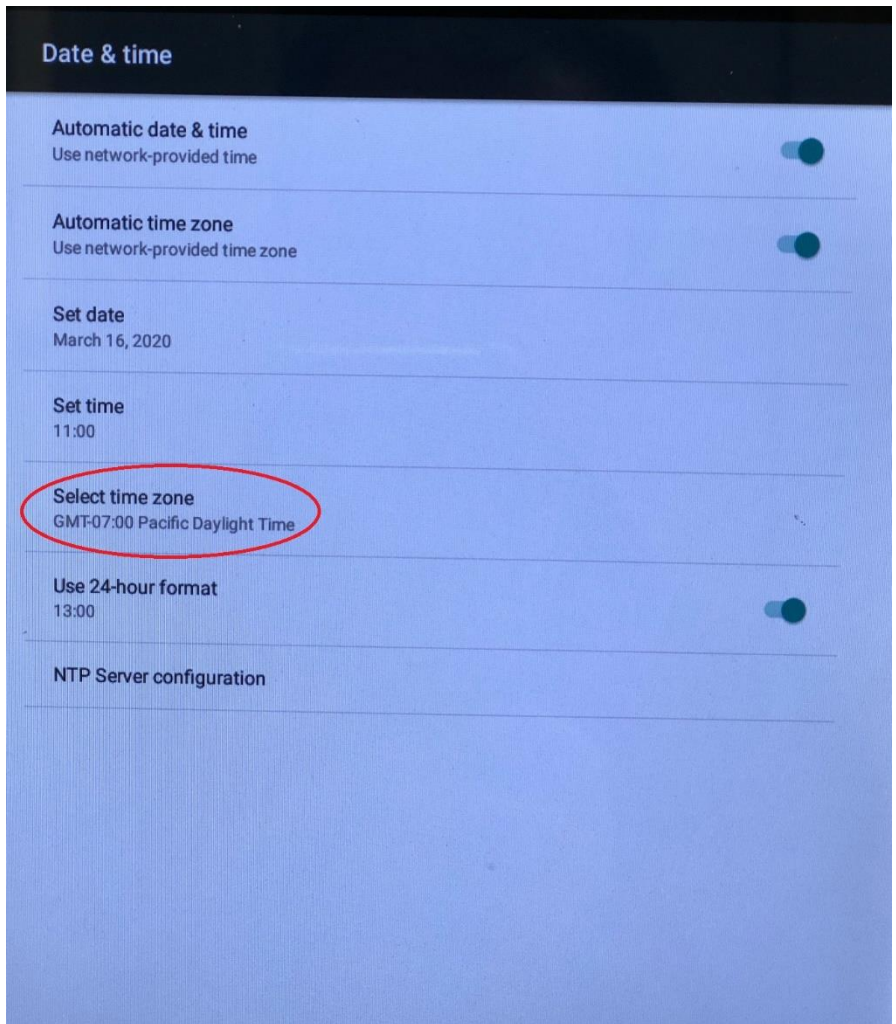 Date & time
Automatic date & time
Use network-provided time
Automatic time zone
Use network-provided time zone
Set date
March 16, 2020
Set time
11:00
Select time zone
GMT-07:00 Pacific Daylight Time
Use 24-hour format
13:00
NTP Server configuration